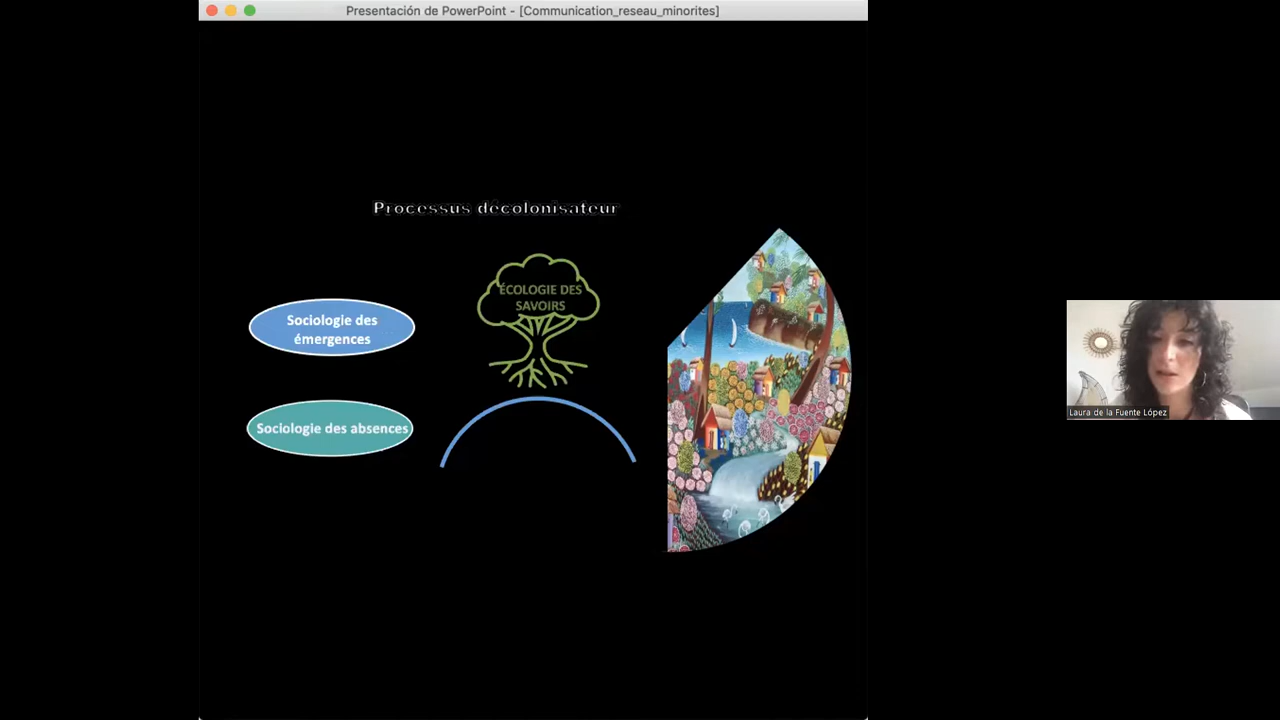 Presentación de PowerPoint - [Communication_reseau_minorites]
Processus décolonisateur
ÉCOLOGIE DES
SAVOIRS
Sociologie des
émergences
Sociologie des absences
Laura de la Fuente López